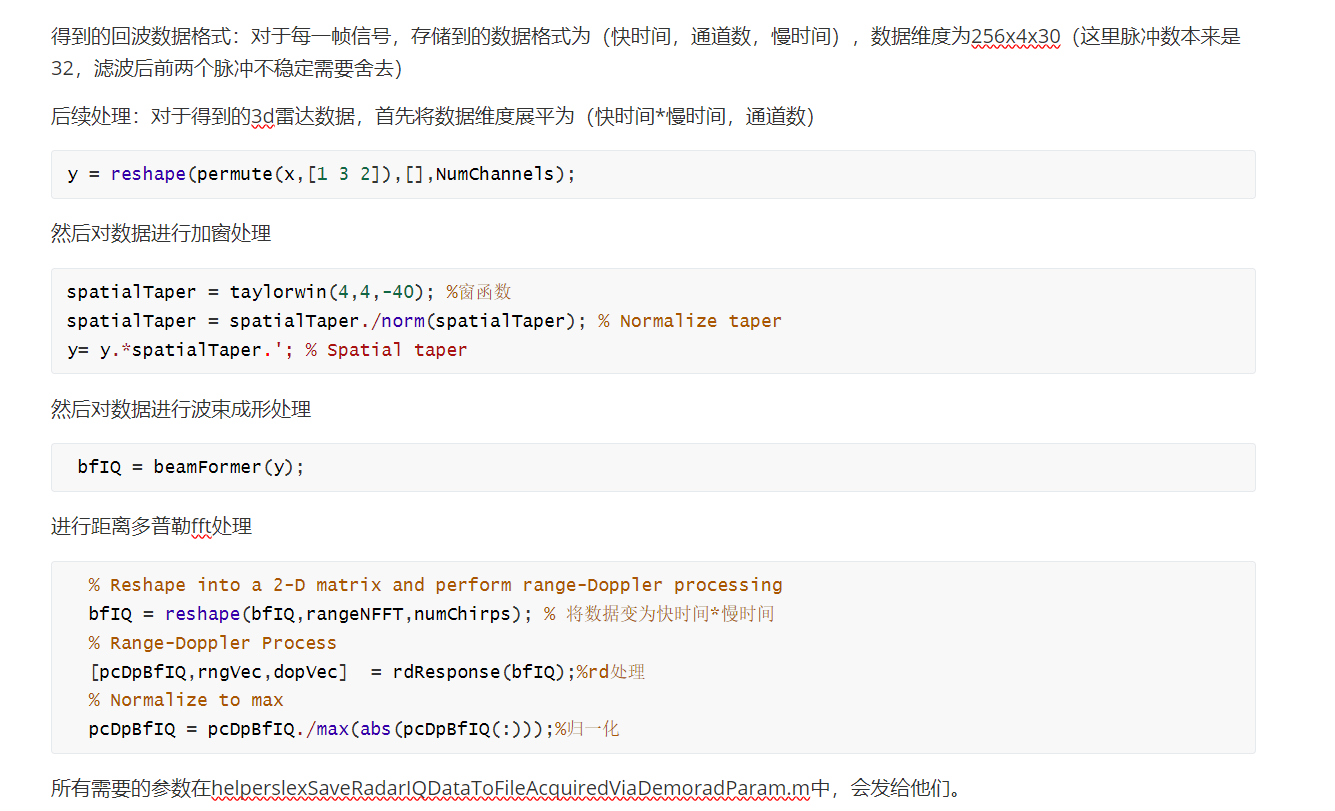 得到的回波数据格式：对于每一帧信号，存储到的数据格式为（快时间，通道数，慢时间），数据维度为256x4x30（这里脉冲数本来是
32，滤波后前两个脉冲不稳定需要舍去）
后续处理：对于得到的3d雷达数据，首先将数据维度展平为（快时间*慢时间，通道数）
y = reshape(permute(x,[1 3 2]),[],NumChannels);
然后对数据进行加窗处理
spatialTaper = taylorwin(4,4,-40); %窗函数
spatialTaper = spatialTaper./norm(spatialTaper); % Normalize taper
y= y.*spatialTaper.'; % Spatial taper
然后对数据进行波束成形处理
bfIQ = beamFormer(y);
进行距离多普勒fft处理
% Reshape into a 2-D matrix and perform range-Doppler processing
bfIQ = reshape(bfIQ,rangeNFFT,numChirps); % 将数据变为快时间*慢时间
% Range-Doppler Process
[pcDpBfIQ,rngVec,dopVec]  = rdResponse(bfIQ);%rd处理
% Normalize to max
pcDpBfIQ = pcDpBfIQ./max(abs(pcDpBfIQ(:)));%归一化
所有需要的参数在helperslexSaveRadarIQDataToFileAcquiredViaDemoradParam.m中，会发给他们。